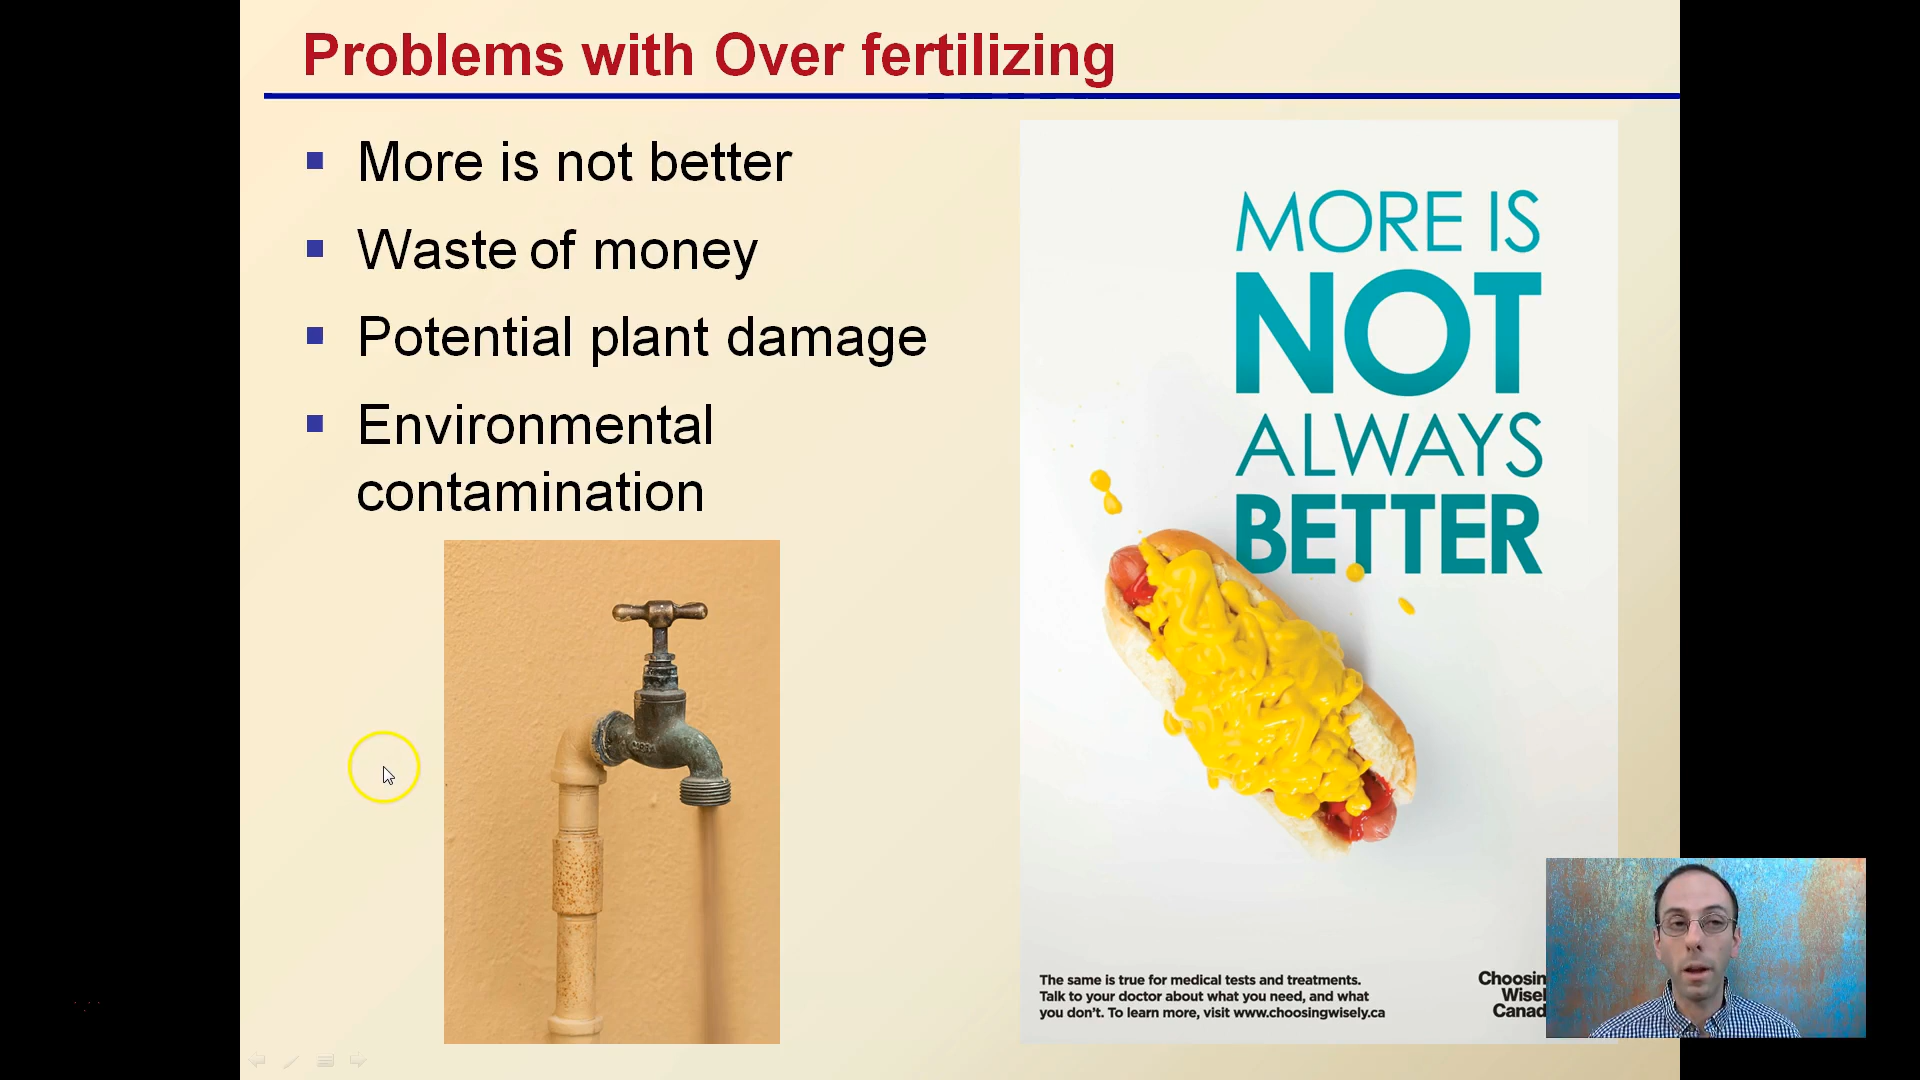 Problems with Over fertilizing
More is not better
Waste of money
Potential plant damage
Environmental
contamination
MORE IS
NOT
ALWAYS
BETTER
The same is true for medical tests and treatments.
Talk to your doctor about what you need, and what
you don't. To learn more, visit www.choosingwisely.ca
Choosin
Wisel
Canad